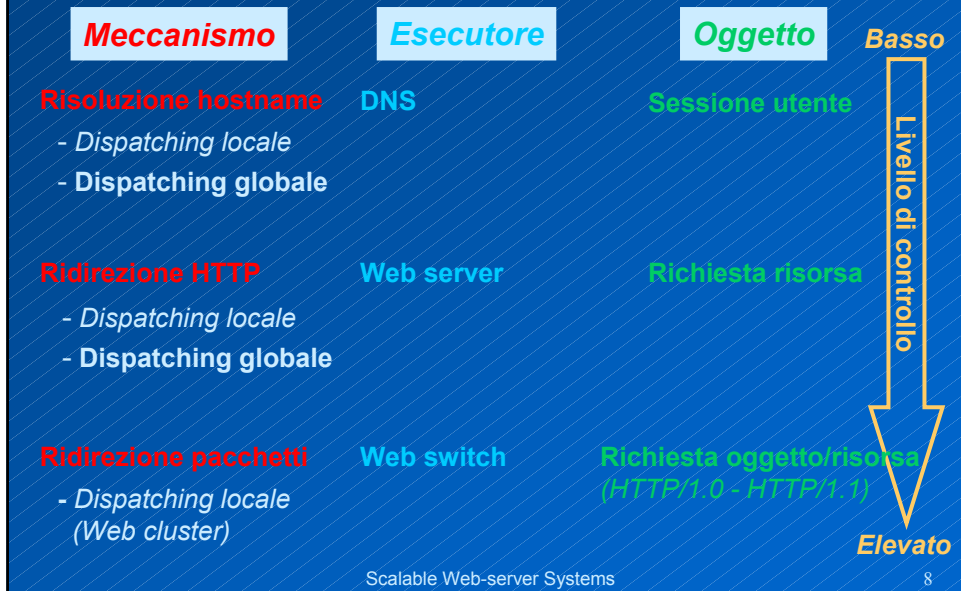 Meccanismo Esecutore Oggetto Basso
Risoluzione hostname DNS Sessione utente
- Dispatching locale
- Dispatching globale
Livello di controllo
Ridirezione HTTP Web server Richiesta risorsa
- Dispatching locale
- Dispatching globale
Ridirezione pacchetti Web switch Richiesta oggetto/risorsa
- Dispatching locale (HTTP/1.0 - HTTP/1.1)
(Web cluster)
Elevato
Scalable Web-server Systems 8